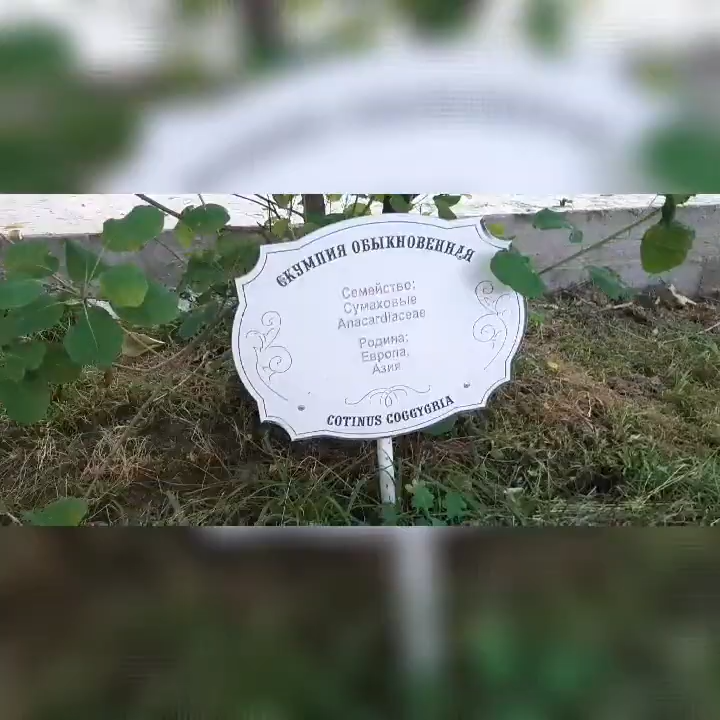 СКУМПИЯ ОБЫКНОВЕННАЯ
Семейство:
Сумаховые
Anacardiaceae
Родина:
Европа,
Азия
COTINUS COGGYGRIA